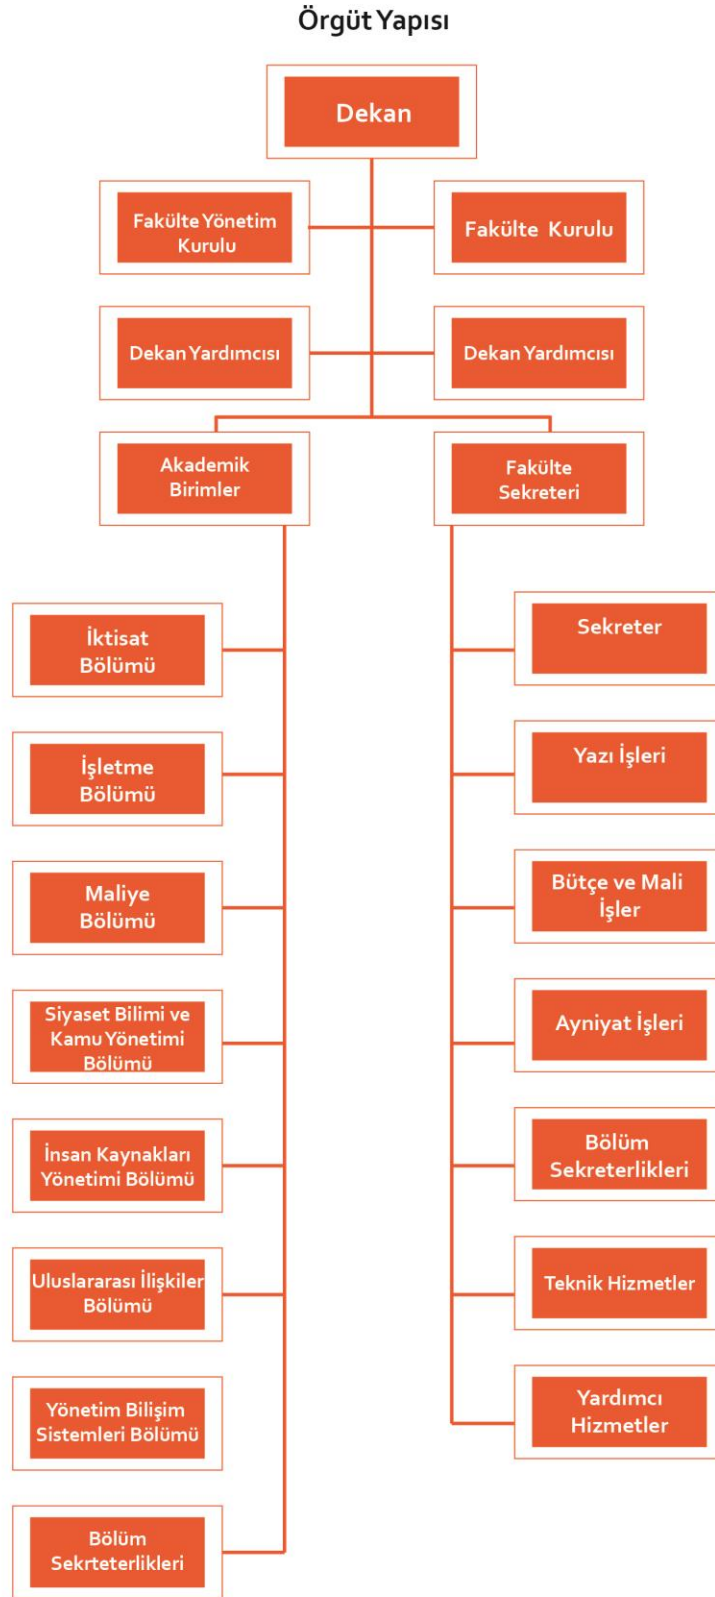 Örgüt Yapısı
Dekan
Fakülte Yönetim
Kurulu
Fakülte Kurulu
Dekan Yardımcısı
Dekan Yardımcısı
Akademik
Birimler
Fakülte
Sekreteri
İktisat
Bölümü
Sekreter
İşletme
Bölümü
Yazı İşleri
Maliye
Bölümü
Bütçe ve Mali
İşler
Siyaset Bilimi ve
Kamu Yönetimi
Bölümü
Ayniyat İşleri
İnsan Kaynakları
Yönetimi Bölümü
Bölüm
Sekreterlikleri
Uluslararası İlişkiler
Bölümü
Teknik Hizmetler
Yönetim Bilişim
Sistemleri Bölümü
Yardımcı
Hizmetler
Bölüm
Sekrteterlikleri